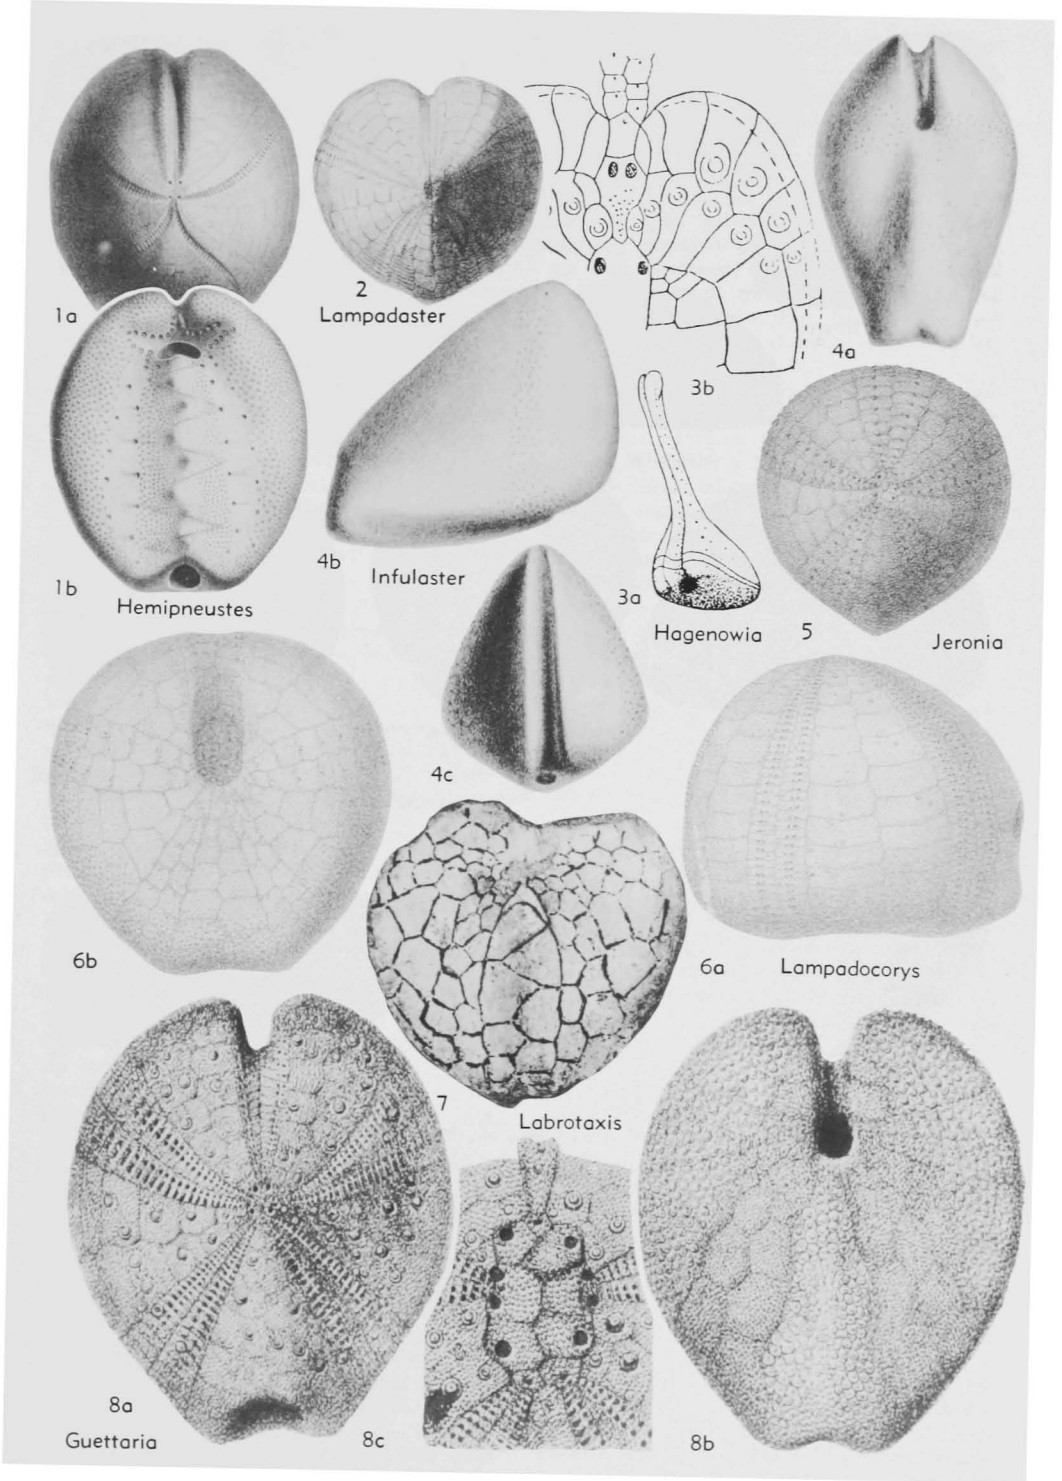 1a
2
Lampadaster
3b
4a
1b
Hemipneustes
4b
Infulaster
3a
Hagenowia
5
Jeronia
4c
6b
6a
Lampadocorys
7
Labrotaxis
8a
Guettaria
8c
8b